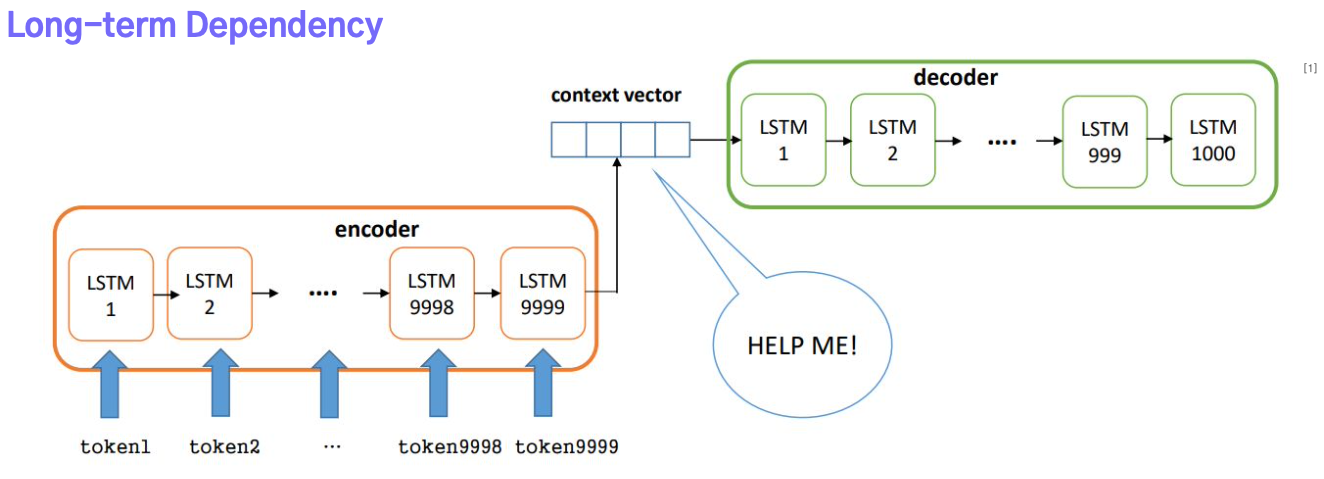 Long-term Dependency
[1]
decoder
context vector
LSTM
1
LSTM
2
....
LSTM
999
LSTM
1000
encoder
LSTM
1
LSTM
2
....
LSTM
9998
LSTM
9999
HELP ME!
token1 token2 ... token9998 token9999